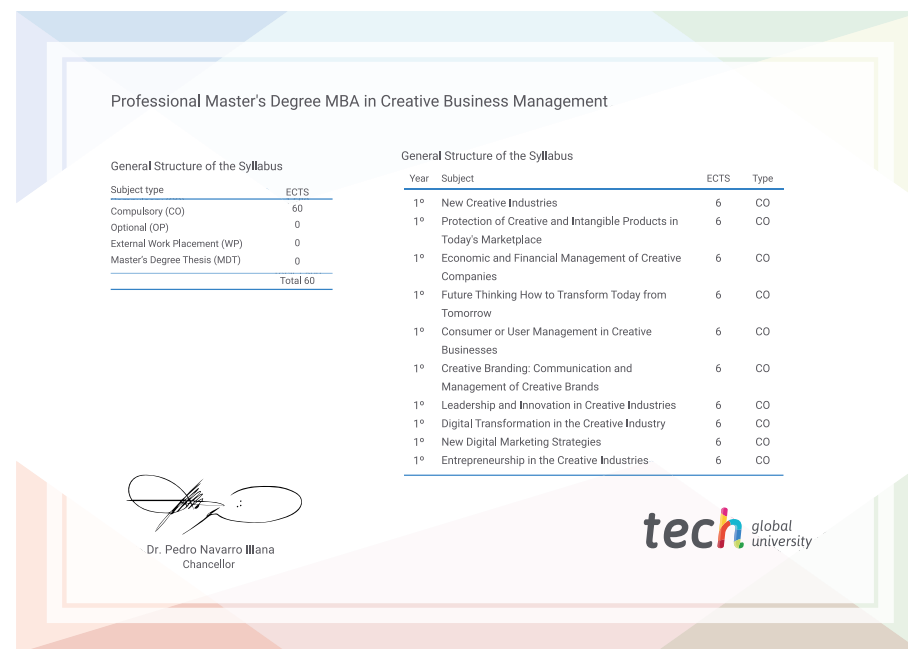 Professional Master's Degree MBA in Creative Business Management
General Structure of the Syllabus
Subject type ECTS
Compulsory (CO) 60
Optional (OP) 0
External Work Placement (WP) 0
Master's Degree Thesis (MDT) 0
Total 60
General Structure of the Syllabus
Year Subject ECTS Type
1º New Creative Industries 6 CO
1º Protection of Creative and Intangible Products in 6 CO
Today's Marketplace
1º Economic and Financial Management of Creative 6 CO
Companies
1º Future Thinking How to Transform Today from 6 CO
Tomorrow
1º Consumer or User Management in Creative 6 CO
Businesses
1º Creative Branding: Communication and 6 CO
Management of Creative Brands
1º Leadership and Innovation in Creative Industries 6 CO
1º Digital Transformation in the Creative Industry 6 CO
1º New Digital Marketing Strategies 6 CO
1º Entrepreneurship in the Creative Industries 6 CO
Dr. Pedro Navarro Illana
Chancellor
tech global
university